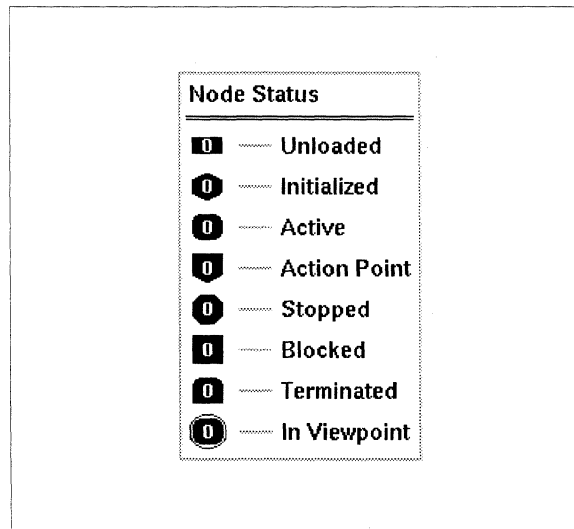 Node Status
0 Unloaded
0 Initialized
0 Active
0 Action Point
0 Stopped
0 Blocked
0 Terminated
0 In Viewpoint